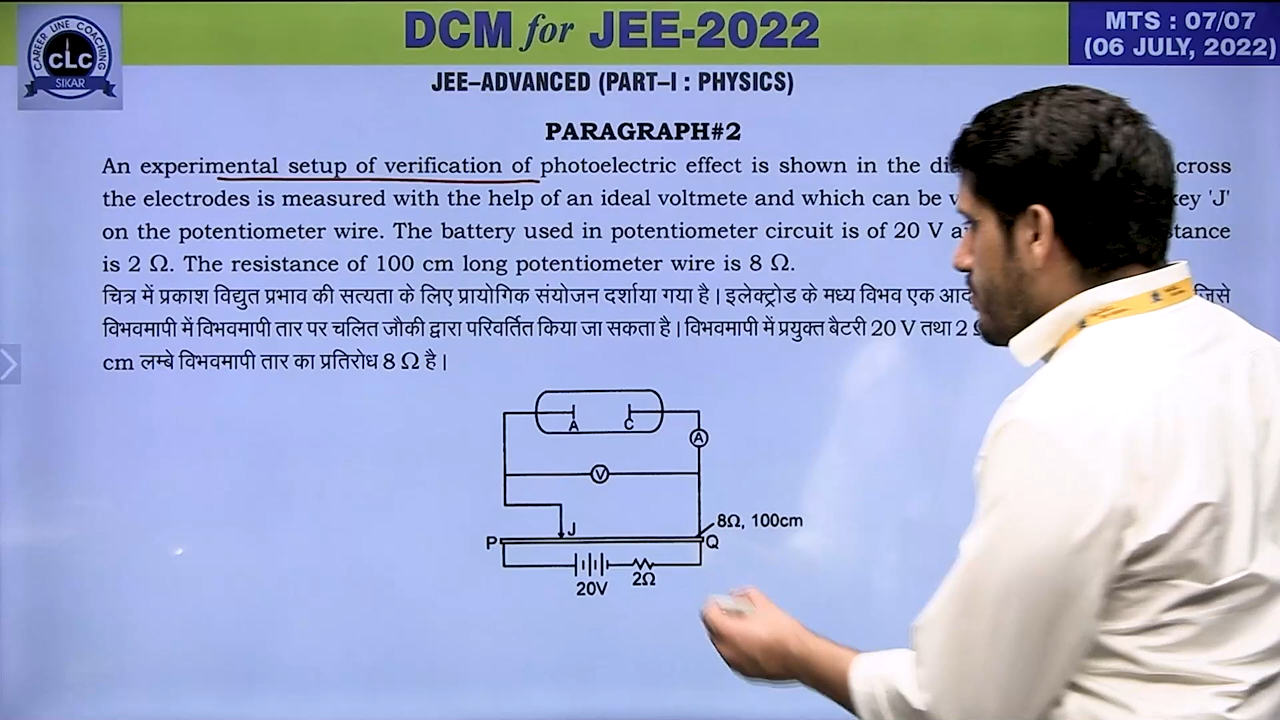 CAREER LINE COACHING
CLC
SIKAR
DCM for JEE-2022
MTS : 07/07
(06 JULY, 2022)
JEE–ADVANCED (PART–I : PHYSICS)
PARAGRAPH#2
An experimental setup of verification of photoelectric effect is shown in the cross
the electrodes is measured with the help of an ideal voltmete and which can be key 'J'
on the potentiometer wire. The battery used in potentiometer circuit is of 20 V
is 2 Ω. The resistance of 100 cm long potentiometer wire is 8 Ω.
चित्र में प्रकाश विद्युत प्रभाव की सत्यता के लिए प्रायोगिक संयोजन दर्शाया गया है। इलेक्ट्रोड के मध्य विभव एक
विभवमापी में विभवमापी तार पर चलित जौकी द्वारा परिवर्तित किया जा सकता है। विभवमापी में प्रयुक्त बैटरी 20 V तथा 2
cm लम्बे विभवमापी तार का प्रतिरोध 8 Ω है।
A C
A
V
J
8Ω, 100cm
P Q
20V 2Ω